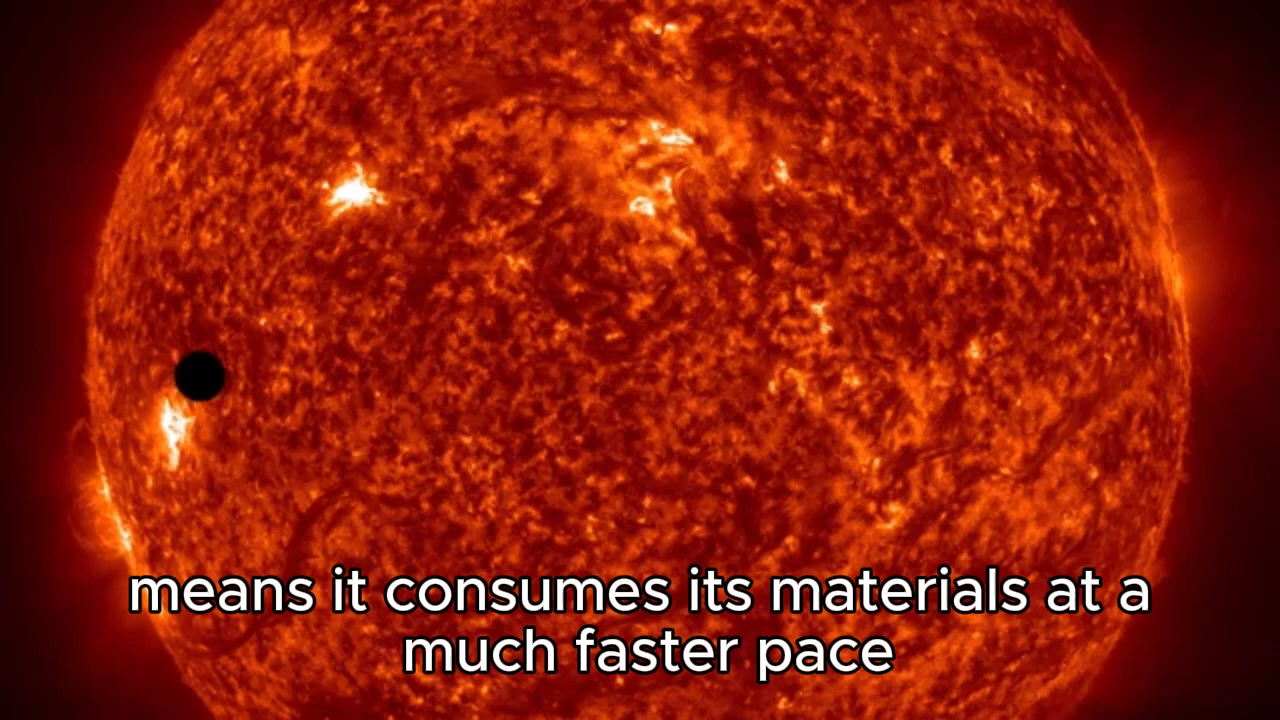 means it consumes its materials at a
much faster pace